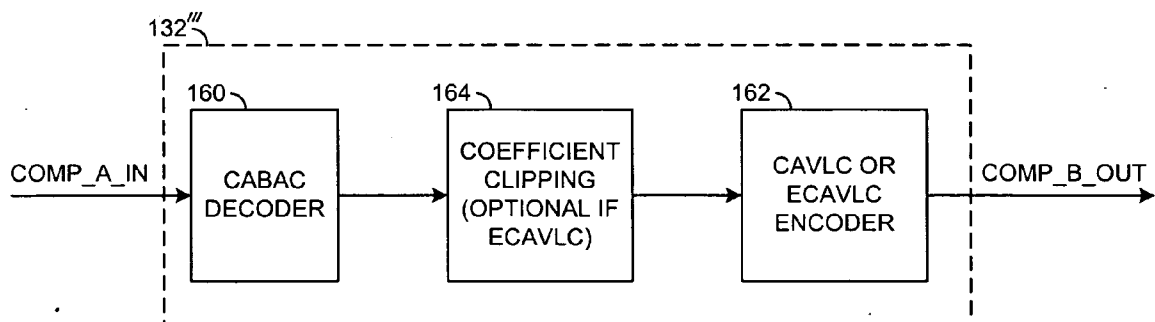 132'''
160
164
162
COMP_A_IN
CABAC
DECODER
COEFFICIENT
CLIPPING
(OPTIONAL IF
ECAVLC)
CAVLC OR
ECAVLC
ENCODER
COMP_B_OUT